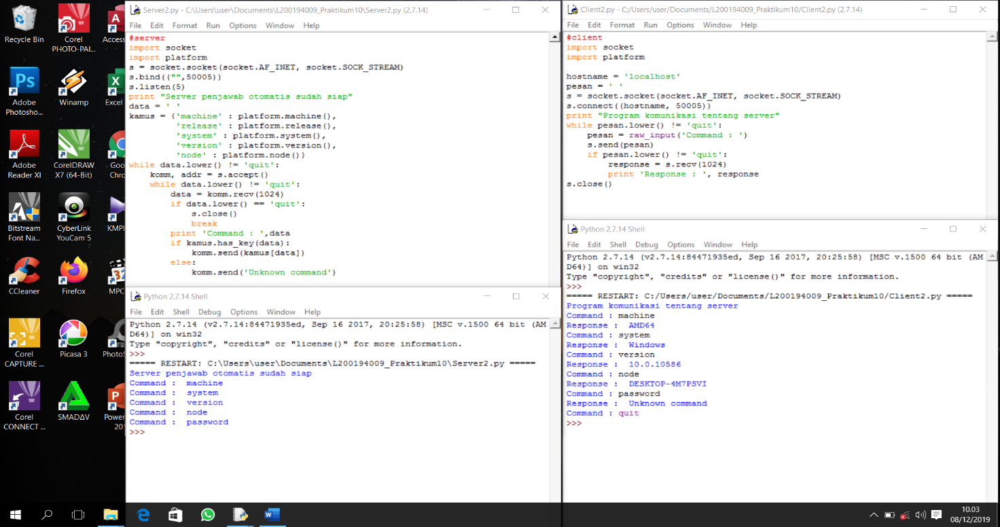 Recycle Bin
Corel
PHOTO-PAI...
Access
Adobe
Photosho...
Winamp
Excel
Adobe
Reader XI
CorelDRAW
X7 (64-Bit)
Goo
Chro
Bitstream
Font Na...
CyberLink
YouCam 5
KMPl
CCleaner
Firefox
MPC
Corel
CAPTURE ...
Picasa 3
PhotoS
Corel
CONNECT ...
SMADΔV
Power
20
Server2.py - C:\Users\user\Documents\L200194009_Praktikum10\Server2.py (2.7.14)
File Edit Format Run Options Window Help
#server
import socket
import platform
s = socket.socket(socket.AF_INET, socket.SOCK_STREAM)
s.bind(("",50005))
s.listen(5)
print "Server penjawab otomatis sudah siap"
data = ' '
kamus = {'machine' : platform.machine(),
'release' : platform.release(),
'system' : platform.system(),
'version' : platform.version(),
'node' : platform.node()}
while data.lower() != 'quit':
komm, addr = s.accept()
while data.lower() != 'quit':
data = komm.recv(1024)
if data.lower() == 'quit':
s.close()
break
print 'Command : ',data
if kamus.has_key(data):
komm.send(kamus[data])
else:
komm.send('Unknown command')
Python 2.7.14 Shell
File Edit Shell Debug Options Window Help
Python 2.7.14 (v2.7.14:84471935ed, Sep 16 2017, 20:25:58) [MSC v.1500 64 bit (AM
D64)] on win32
Type "copyright", "credits" or "license()" for more information.
>>>
===== RESTART: C:\Users\user\Documents\L200194009_Praktikum10\Server2.py =====
Server penjawab otomatis sudah siap
Command :  machine
Command :  system
Command :  version
Command :  node
Command :  password
>>>
Client2.py - C:/Users/user/Documents/L200194009_Praktikum10/Client2.py (2.7.14)
File Edit Format Run Options Window Help
#client
import socket
import platform
hostname = 'localhost'
pesan = ' '
s = socket.socket(socket.AF_INET, socket.SOCK_STREAM)
s.connect((hostname, 50005))
print "Program komunikasi tentang server"
while pesan.lower() != 'quit':
pesan = raw_input('Command : ')
s.send(pesan)
if pesan.lower() != 'quit':
response = s.recv(1024)
print 'Response : ', response
s.close()
Python 2.7.14 Shell
File Edit Shell Debug Options Window Help
Python 2.7.14 (v2.7.14:84471935ed, Sep 16 2017, 20:25:58) [MSC v.1500 64 bit (AM
D64)] on win32
Type "copyright", "credits" or "license()" for more information.
>>>
===== RESTART: C:/Users/user/Documents/L200194009_Praktikum10/Client2.py =====
Program komunikasi tentang server
Command : machine
Response :  AMD64
Command : system
Response :  Windows
Command : version
Response :  10.0.10586
Command : node
Response :  DESKTOP-4M7PSVI
Command : password
Response :  Unknown command
Command : quit
>>>
10.03
08/12/2019